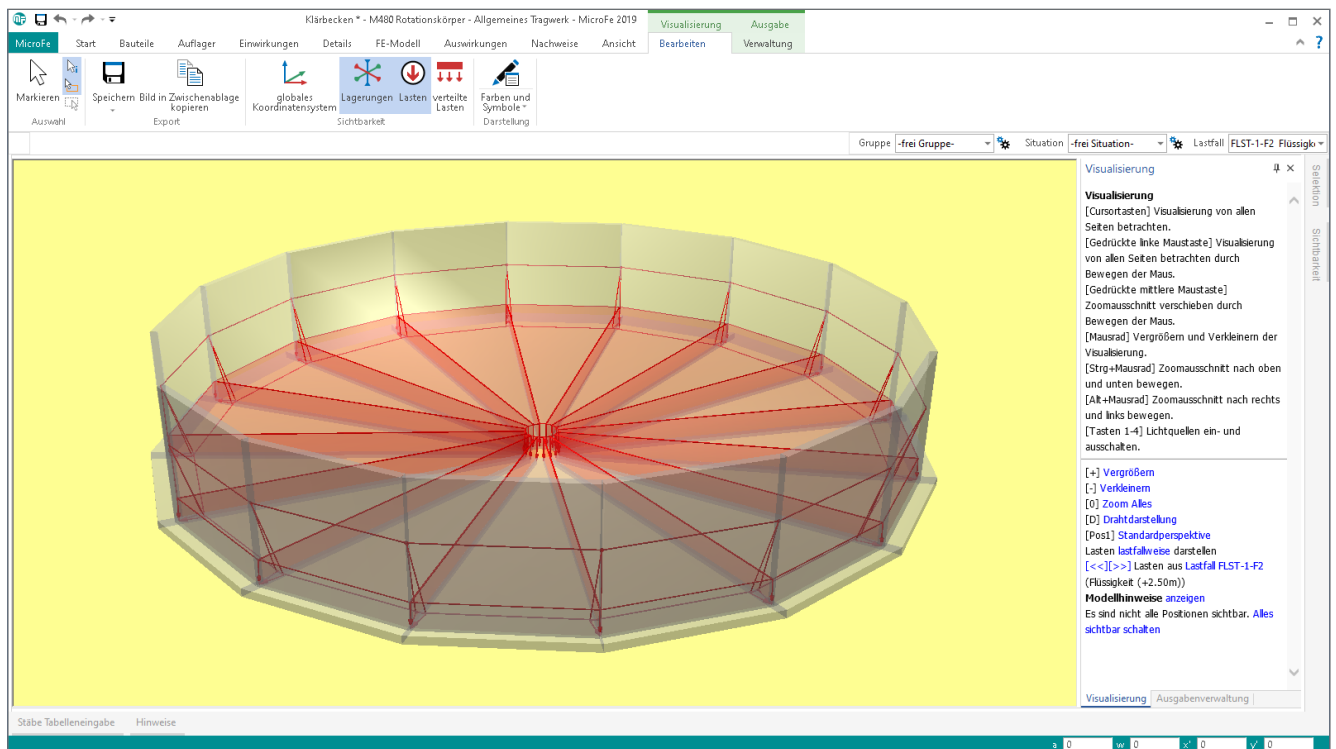 Klärbecken * - M480 Rotationskörper - Allgemeines Tragwerk - MicroFe 2019
Visualisierung Ausgabe
MicroFe Start Bauteile Auflager Einwirkungen Details FE-Modell Auswirkungen Nachweise Ansicht Bearbeiten Verwaltung
Markieren
Speichern
Bild in Zwischenablage
kopieren
globales
Koordinatensystem
Lagerungen
Lasten
verteilte
Lasten
Farben und
Symbole
Auswahl Export Sichtbarkeit Darstellung
Gruppe -frei Gruppe- Situation -frei Situation- Lastfall FLST-1-F2 Flüssigk
Visualisierung
Selektion
Sichtbarkeit
Visualisierung
[Cursortasten] Visualisierung von allen
Seiten betrachten.
[Gedrückte linke Maustaste] Visualisierung
von allen Seiten betrachten durch
Bewegen der Maus.
[Gedrückte mittlere Maustaste]
Zoomausschnitt verschieben durch
Bewegen der Maus.
[Mausrad] Vergrößern und Verkleinern der
Visualisierung.
[Strg+Mausrad] Zoomausschnitt nach oben
und unten bewegen.
[Alt+Mausrad] Zoomausschnitt nach rechts
und links bewegen.
[Tasten 1-4] Lichtquellen ein- und
ausschalten.
[+] Vergrößern
[-] Verkleinern
[0] Zoom Alles
[D] Drahtdarstellung
[Pos1] Standardperspektive
Lasten lastfallweise darstellen
[<<][>>] Lasten aus Lastfall FLST-1-F2
(Flüssigkeit (+2.50m))
Modellhinweise anzeigen
Es sind nicht alle Positionen sichtbar. Alles
sichtbar schalten
Visualisierung Ausgabenverwaltung
Stäbe Tabelleneingabe Hinweise
a 0 w 0 x' 0 y' 0